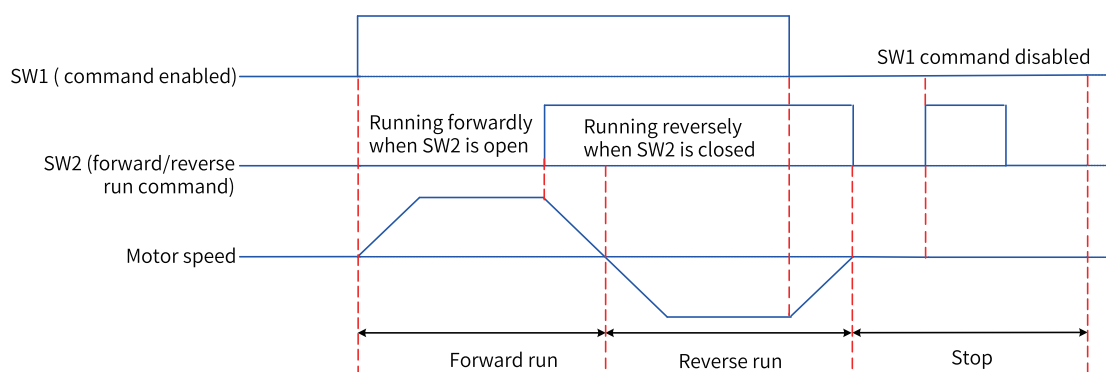 SW1 ( command enabled)
SW1 command disabled
Running forwardly
when SW2 is open
Running reversely
when SW2 is closed
SW2 (forward/reverse
run command)
Motor speed
Forward run
Reverse run
Stop